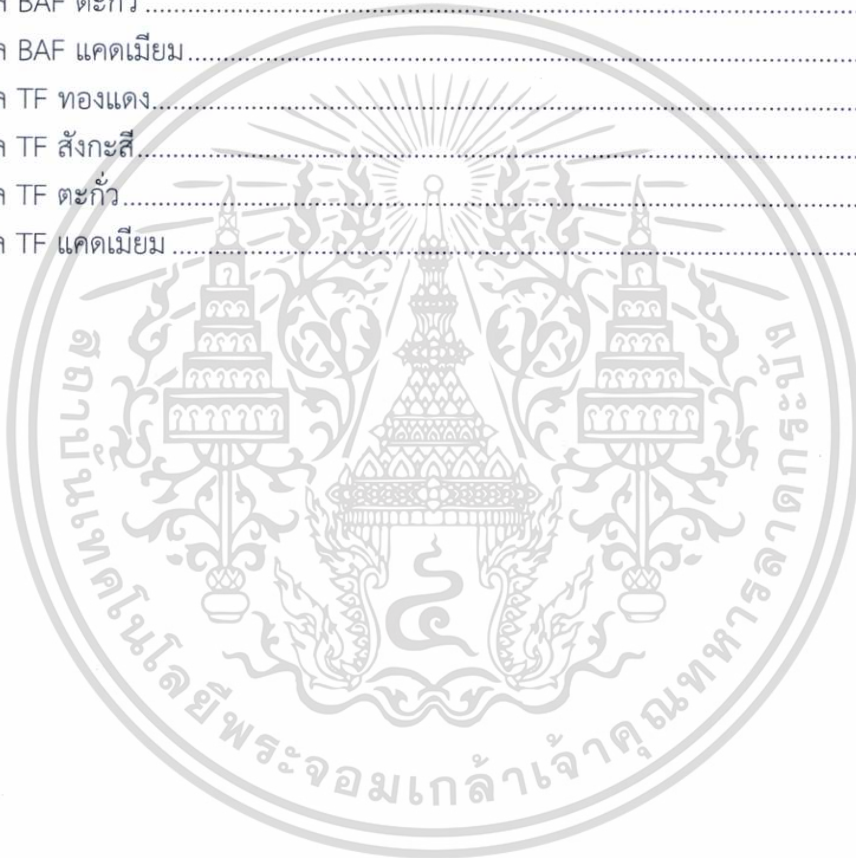 BAF ตะกั่ว
BAF แคดเมียม
TF ทองแดง
TF สังกะสี
TF ตะกั่ว
TF แคดเมียม
สถาบันเทคโนโลยีพระจอมเกล้าเจ้าคุณทหารลาดกระบัง